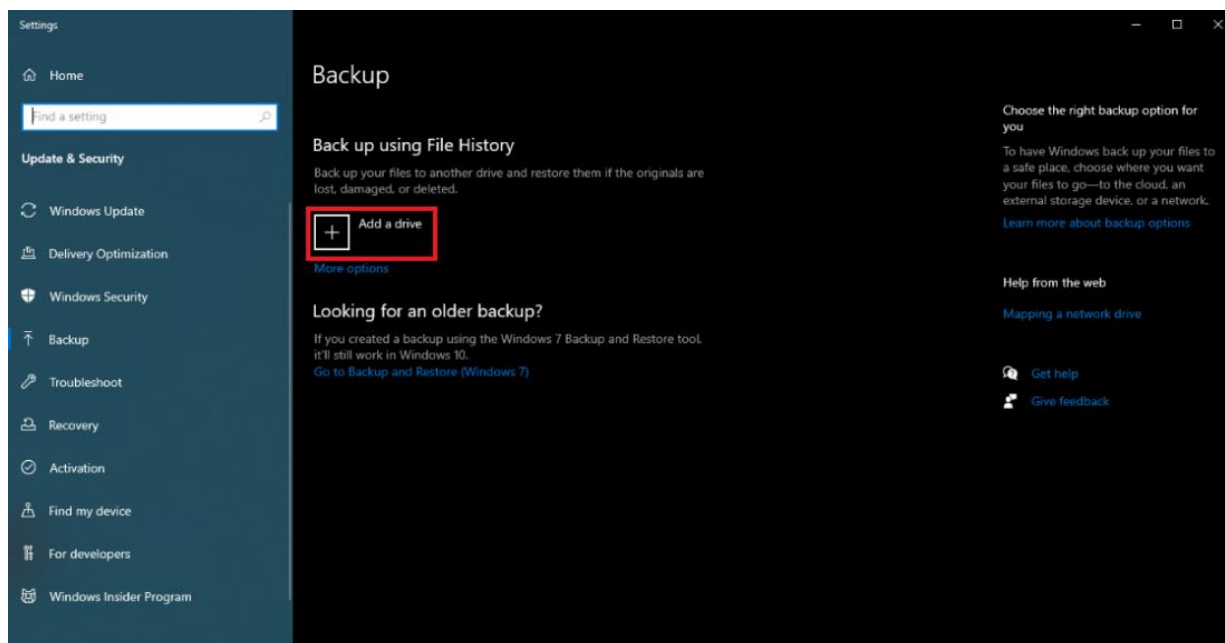 Settings
Home
Find a setting
Update & Security
Windows Update
Delivery Optimization
Windows Security
Backup
Troubleshoot
Recovery
Activation
Find my device
For developers
Windows Insider Program
Backup
Back up using File History
Back up your files to another drive and restore them if the originals are
lost, damaged, or deleted.
Add a drive
More options
Looking for an older backup?
If you created a backup using the Windows 7 Backup and Restore tool,
it'll still work in Windows 10.
Go to Backup and Restore (Windows 7)
Choose the right backup option for
you
To have Windows back up your files to
a safe place, choose where you want
your files to go—to the cloud, an
external storage device, or a network.
Learn more about backup options
Help from the web
Mapping a network drive
Get help
Give feedback